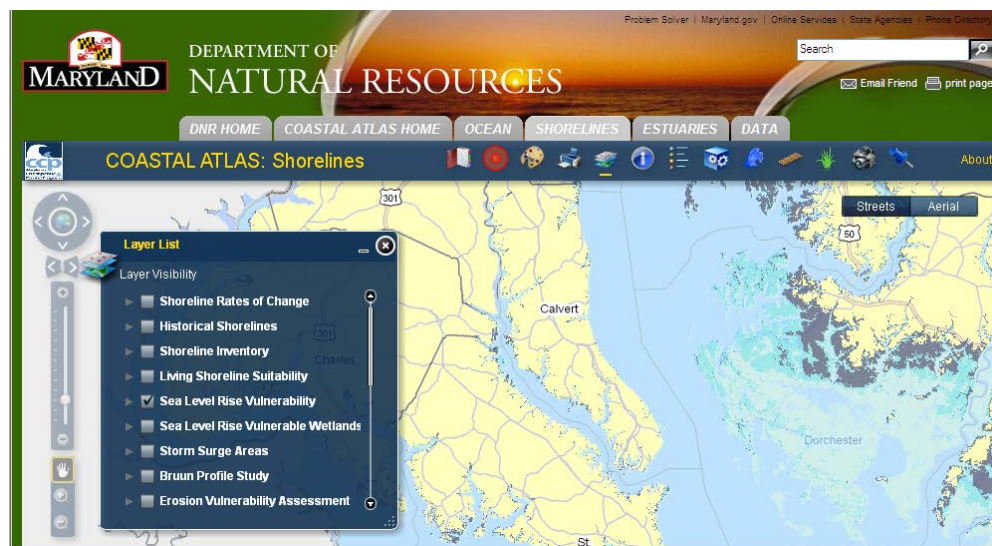 Problem Solver | Maryland.gov | Online Services | State Agencies | Phone Directory
MARYLAND
DEPARTMENT OF
NATURAL RESOURCES
Search
Email Friend print page
DNR HOME COASTAL ATLAS HOME OCEAN SHORELINES ESTUARIES DATA
ccp
COASTAL ATLAS: Shorelines
About
Streets Aerial
301
50
Layer List
Layer Visibility
Shoreline Rates of Change
Historical Shorelines
Shoreline Inventory
Living Shoreline Suitability
Sea Level Rise Vulnerability
Sea Level Rise Vulnerable Wetlands
Storm Surge Areas
Bruun Profile Study
Erosion Vulnerability Assessment
301
Charles
Calvert
Dorchester
St.